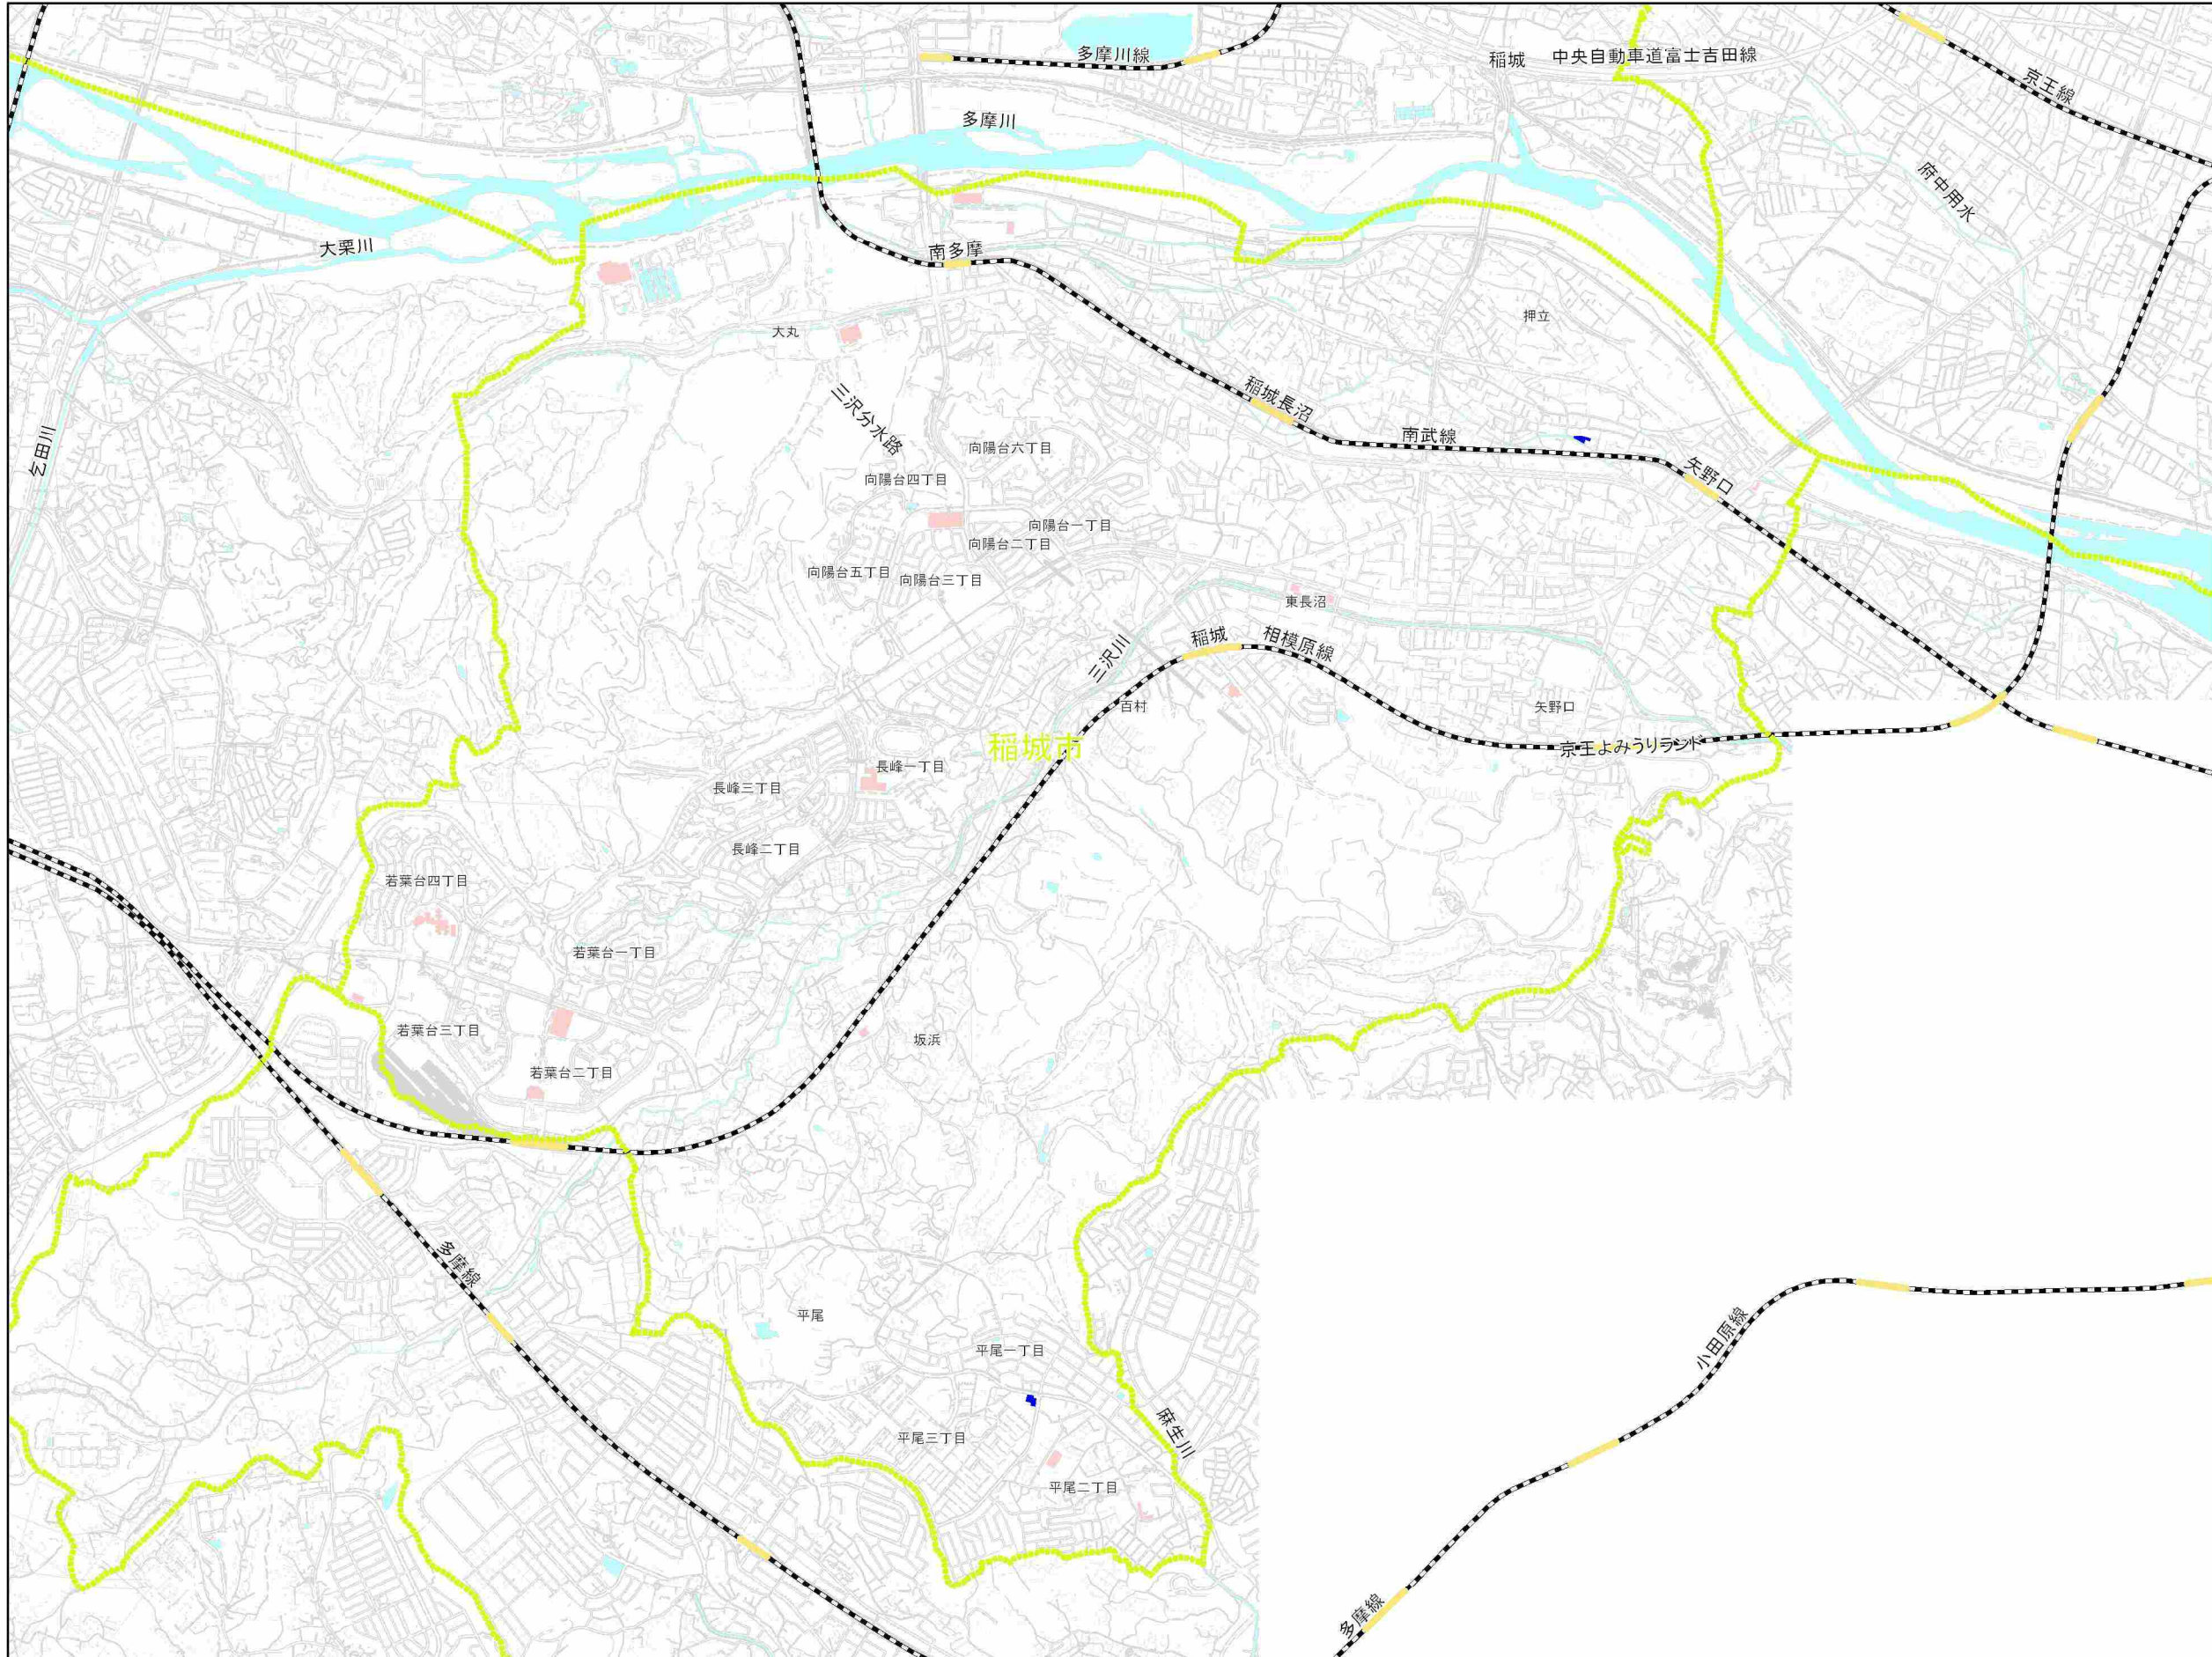 多摩川線
稲城
中央自動車道富士吉田線
京王線
多摩川
府中用水
大栗川
南多摩
押立
大丸
稲城長沼
三沢分水路
南武線
向陽台六丁目
乞田川
向陽台四丁目
矢野口
向陽台一丁目
向陽台二丁目
向陽台五丁目
向陽台三丁目
東長沼
稲城
相模原線
三沢川
百村
矢野口
稲城市
京王よみうりランド
長峰一丁目
長峰三丁目
長峰二丁目
若葉台四丁目
若葉台一丁目
若葉台三丁目
坂浜
若葉台二丁目
多摩線
平尾
小田原線
平尾一丁目
麻生川
平尾三丁目
平尾二丁目
多摩線